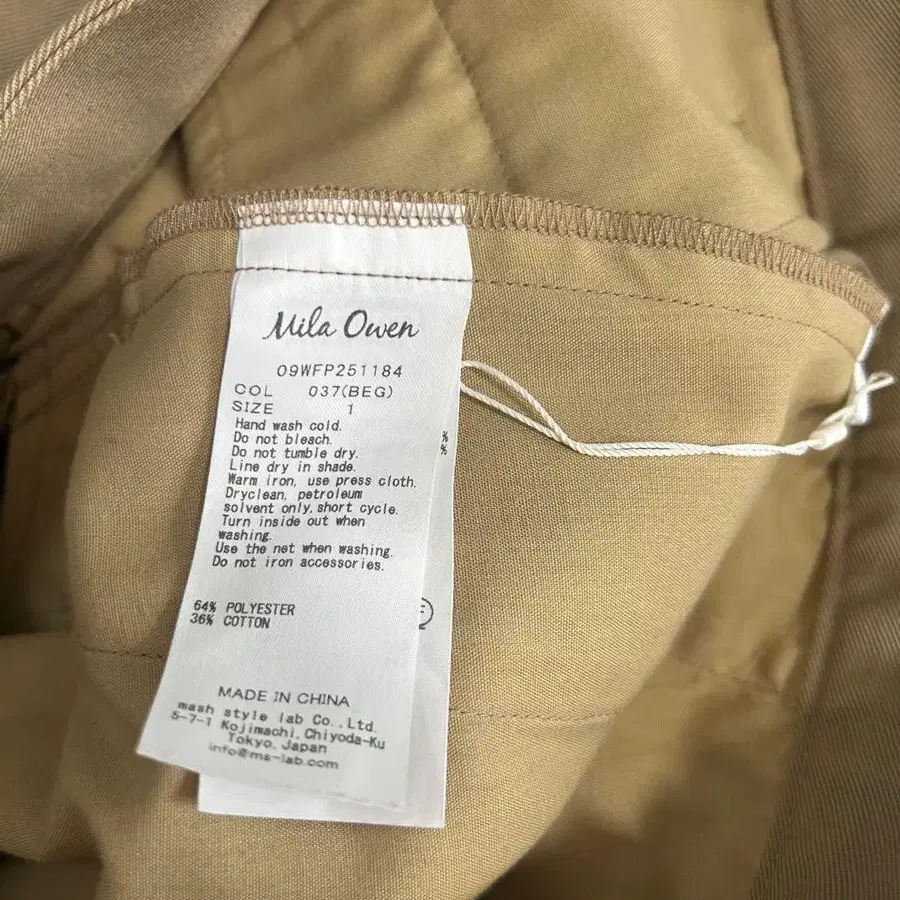 Mila Owen
09WFP251184
COL 037(BEG)
SIZE 1
Hand wash cold.
Do not bleach.
Do not tumble dry.
Line dry in shade.
Warm iron, use press cloth.
Dryclean, petroleum
solvent only, short cycle.
Turn inside out when
washing.
Use the net when washing.
Do not iron accessories.
%
%
64% POLYESTER
36% COTTON
F
MADE IN CHINA
mash style lab Co.,Ltd.
5-7-1 Kojimachi, Chiyoda-Ku
Tokyo, Japan
info@ms-lab.com